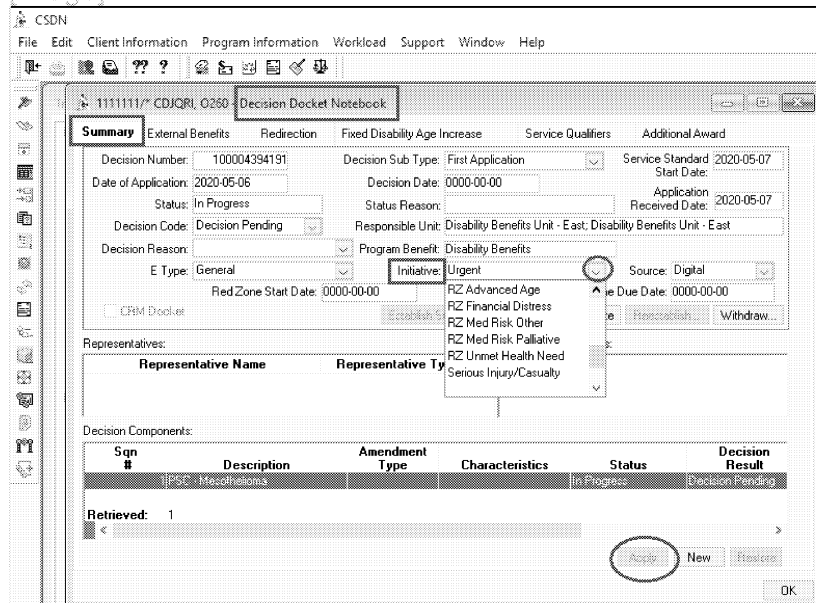 CSDN
File Edit Client Information Program Information Workload Support Window Help
1111111/* CDJQRI, O260 - Decision Docket Notebook
Summary External Benefits Redirection Fixed Disability Age Increase Service Qualifiers Additional Award
Decision Number: 100004394191 Decision Sub Type: First Application Service Standard Start Date: 2020-05-07
Date of Application: 2020-05-06 Decision Date: 0000-00-00 Application Received Date: 2020-05-07
Status: In Progress Status Reason:
Decision Code: Decision Pending Responsible Unit: Disability Benefits Unit - East; Disability Benefits Unit - East
Decision Reason: Program Benefit: Disability Benefits
E Type: General Initiative: Urgent Source: Digital
Red Zone Start Date: 0000-00-00 e Due Date: 0000-00-00
CRM Docket Establish S e Reestablish... Withdraw...
RZ Advanced Age
RZ Financial Distress
RZ Med Risk Other
RZ Med Risk Palliative
RZ Unmet Health Need
Serious Injury/Casualty
Representatives:
Representative Name Representative Ty
Decision Components:
Sqn # Description Amendment Type Characteristics Status Decision Result
1 PSC - Mesothelioma In Progress Decision Pending
Retrieved: 1
Apply New Restore
OK